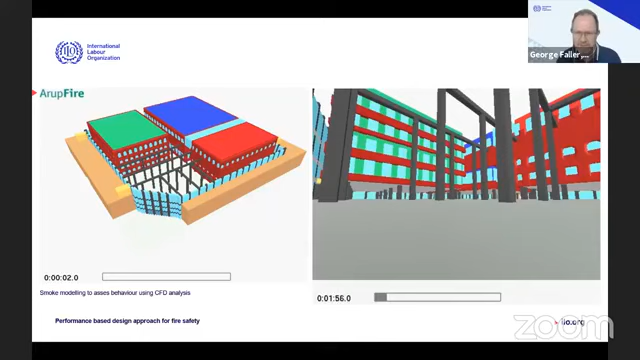 International
Labour
Organization
George Faller
ArupFire
0:00:02.0
0:01:56.0
Smoke modelling to asses behaviour using CFD analysis
Performance based design approach for fire safety
ilo.org
zoom